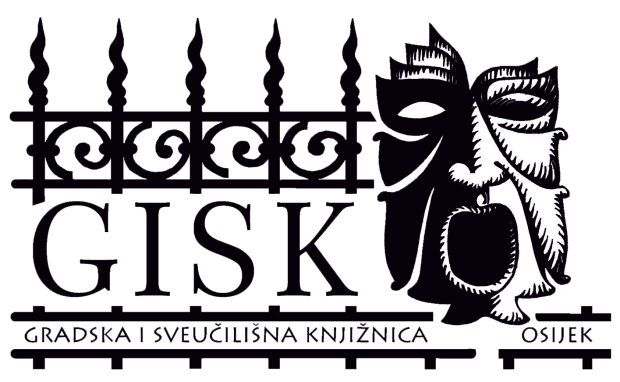 GISK
GRADSKA I SVEUČILIŠNA KNJIŽNICA OSIJEK